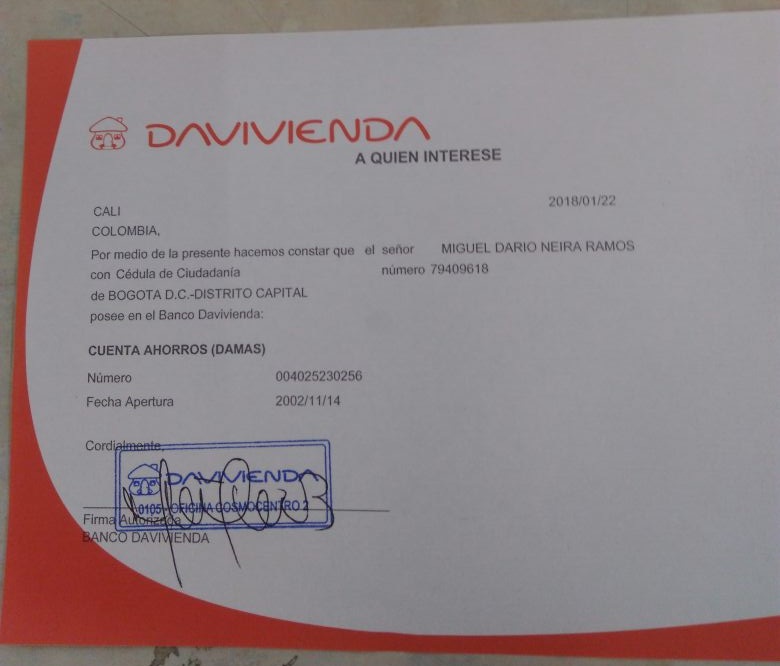 DAVIVIENDA
A QUIEN INTERESE
2018/01/22
CALI
COLOMBIA,
Por medio de la presente hacemos constar que el señor MIGUEL DARIO NEIRA RAMOS
con Cédula de Ciudadanía número 79409618
de BOGOTA D.C.-DISTRITO CAPITAL
posee en el Banco Davivienda:
CUENTA AHORROS (DAMAS)
Número 004025230256
Fecha Apertura 2002/11/14
Cordialmente,
DAVIVIENDA
0105 - OFICINA COSMOCENTRO 2
Firma Autorizada
BANCO DAVIVIENDA